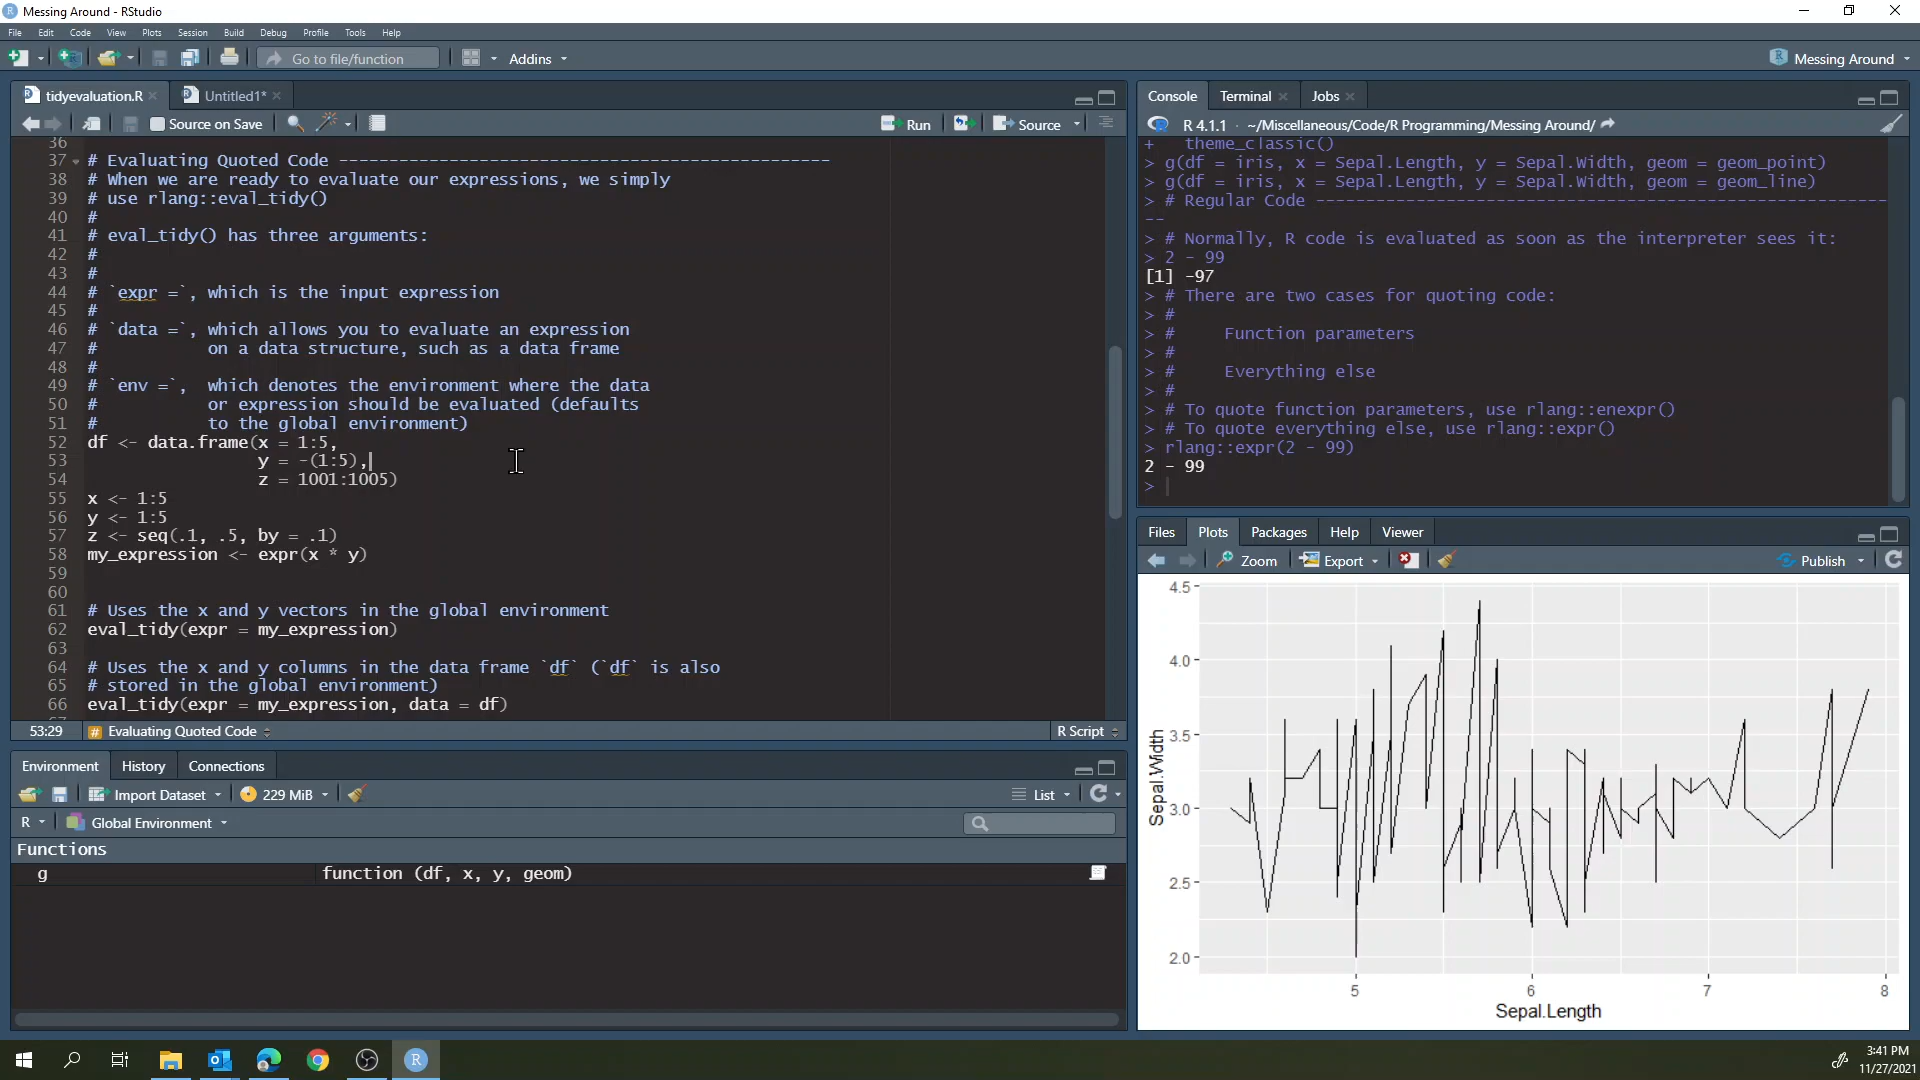 Messing Around - RStudio
File Edit Code View Plots Session Build Debug Profile Tools Help
Go to file/function Addins Messing Around
tidyevaluation.R Untitled1*
Source on Save Run Source
36
37 # Evaluating Quoted Code -------------------------------------------------
38 # When we are ready to evaluate our expressions, we simply
39 # use rlang::eval_tidy()
40 #
41 # eval_tidy() has three arguments:
42 #
43 #
44 # `expr =`, which is the input expression
45 #
46 # `data =`, which allows you to evaluate an expression
47 # on a data structure, such as a data frame
48 #
49 # `env =`, which denotes the environment where the data
50 # or expression should be evaluated (defaults
51 # to the global environment)
52 df <- data.frame(x = 1:5,
53 y = -(1:5),
54 z = 1001:1005)
55 x <- 1:5
56 y <- 1:5
57 z <- seq(.1, .5, by = .1)
58 my_expression <- expr(x * y)
59
60
61 # Uses the x and y vectors in the global environment
62 eval_tidy(expr = my_expression)
63
64 # Uses the x and y columns in the data frame `df` (`df` is also
65 # stored in the global environment)
66 eval_tidy(expr = my_expression, data = df)
53:29 # Evaluating Quoted Code R Script
Environment History Connections
Import Dataset 229 MiB List
R Global Environment
Functions
g function (df, x, y, geom)
Console Terminal Jobs
R 4.1.1 · ~/Miscellaneous/Code/R Programming/Messing Around/
+ theme_classic()
> g(df = iris, x = Sepal.Length, y = Sepal.Width, geom = geom_point)
> g(df = iris, x = Sepal.Length, y = Sepal.Width, geom = geom_line)
> # Regular Code ---------------------------------------------------------
--
> # Normally, R code is evaluated as soon as the interpreter sees it:
> 2 - 99
[1] -97
> # There are two cases for quoting code:
> #
> # Function parameters
> #
> # Everything else
> #
> # To quote function parameters, use rlang::enexpr()
> # To quote everything else, use rlang::expr()
> rlang::expr(2 - 99)
2 - 99
>
Files Plots Packages Help Viewer
Zoom Export Publish
4.5
4.0
3.5
3.0
2.5
2.0
Sepal.Width
5 6 7 8
Sepal.Length
3:41 PM
11/27/2021